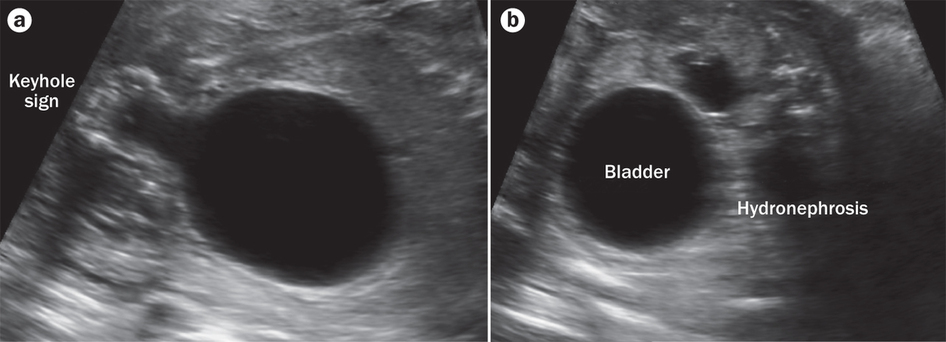 a
Keyhole
sign
b
Bladder
Hydronephrosis